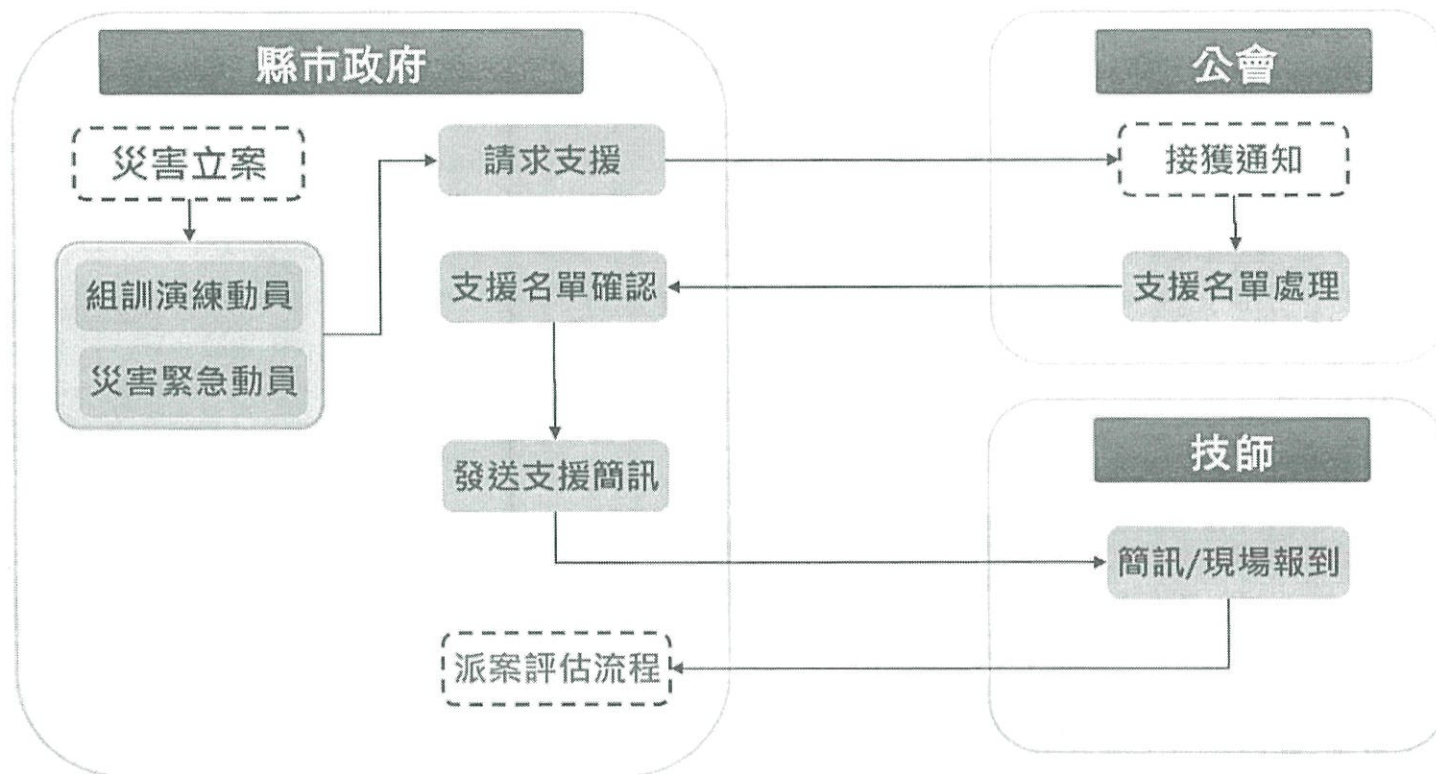 縣市政府
災害立案
組訓演練動員
災害緊急動員
請求支援
支援名單確認
發送支援簡訊
派案評估流程
公會
接獲通知
支援名單處理
技師
簡訊/現場報到